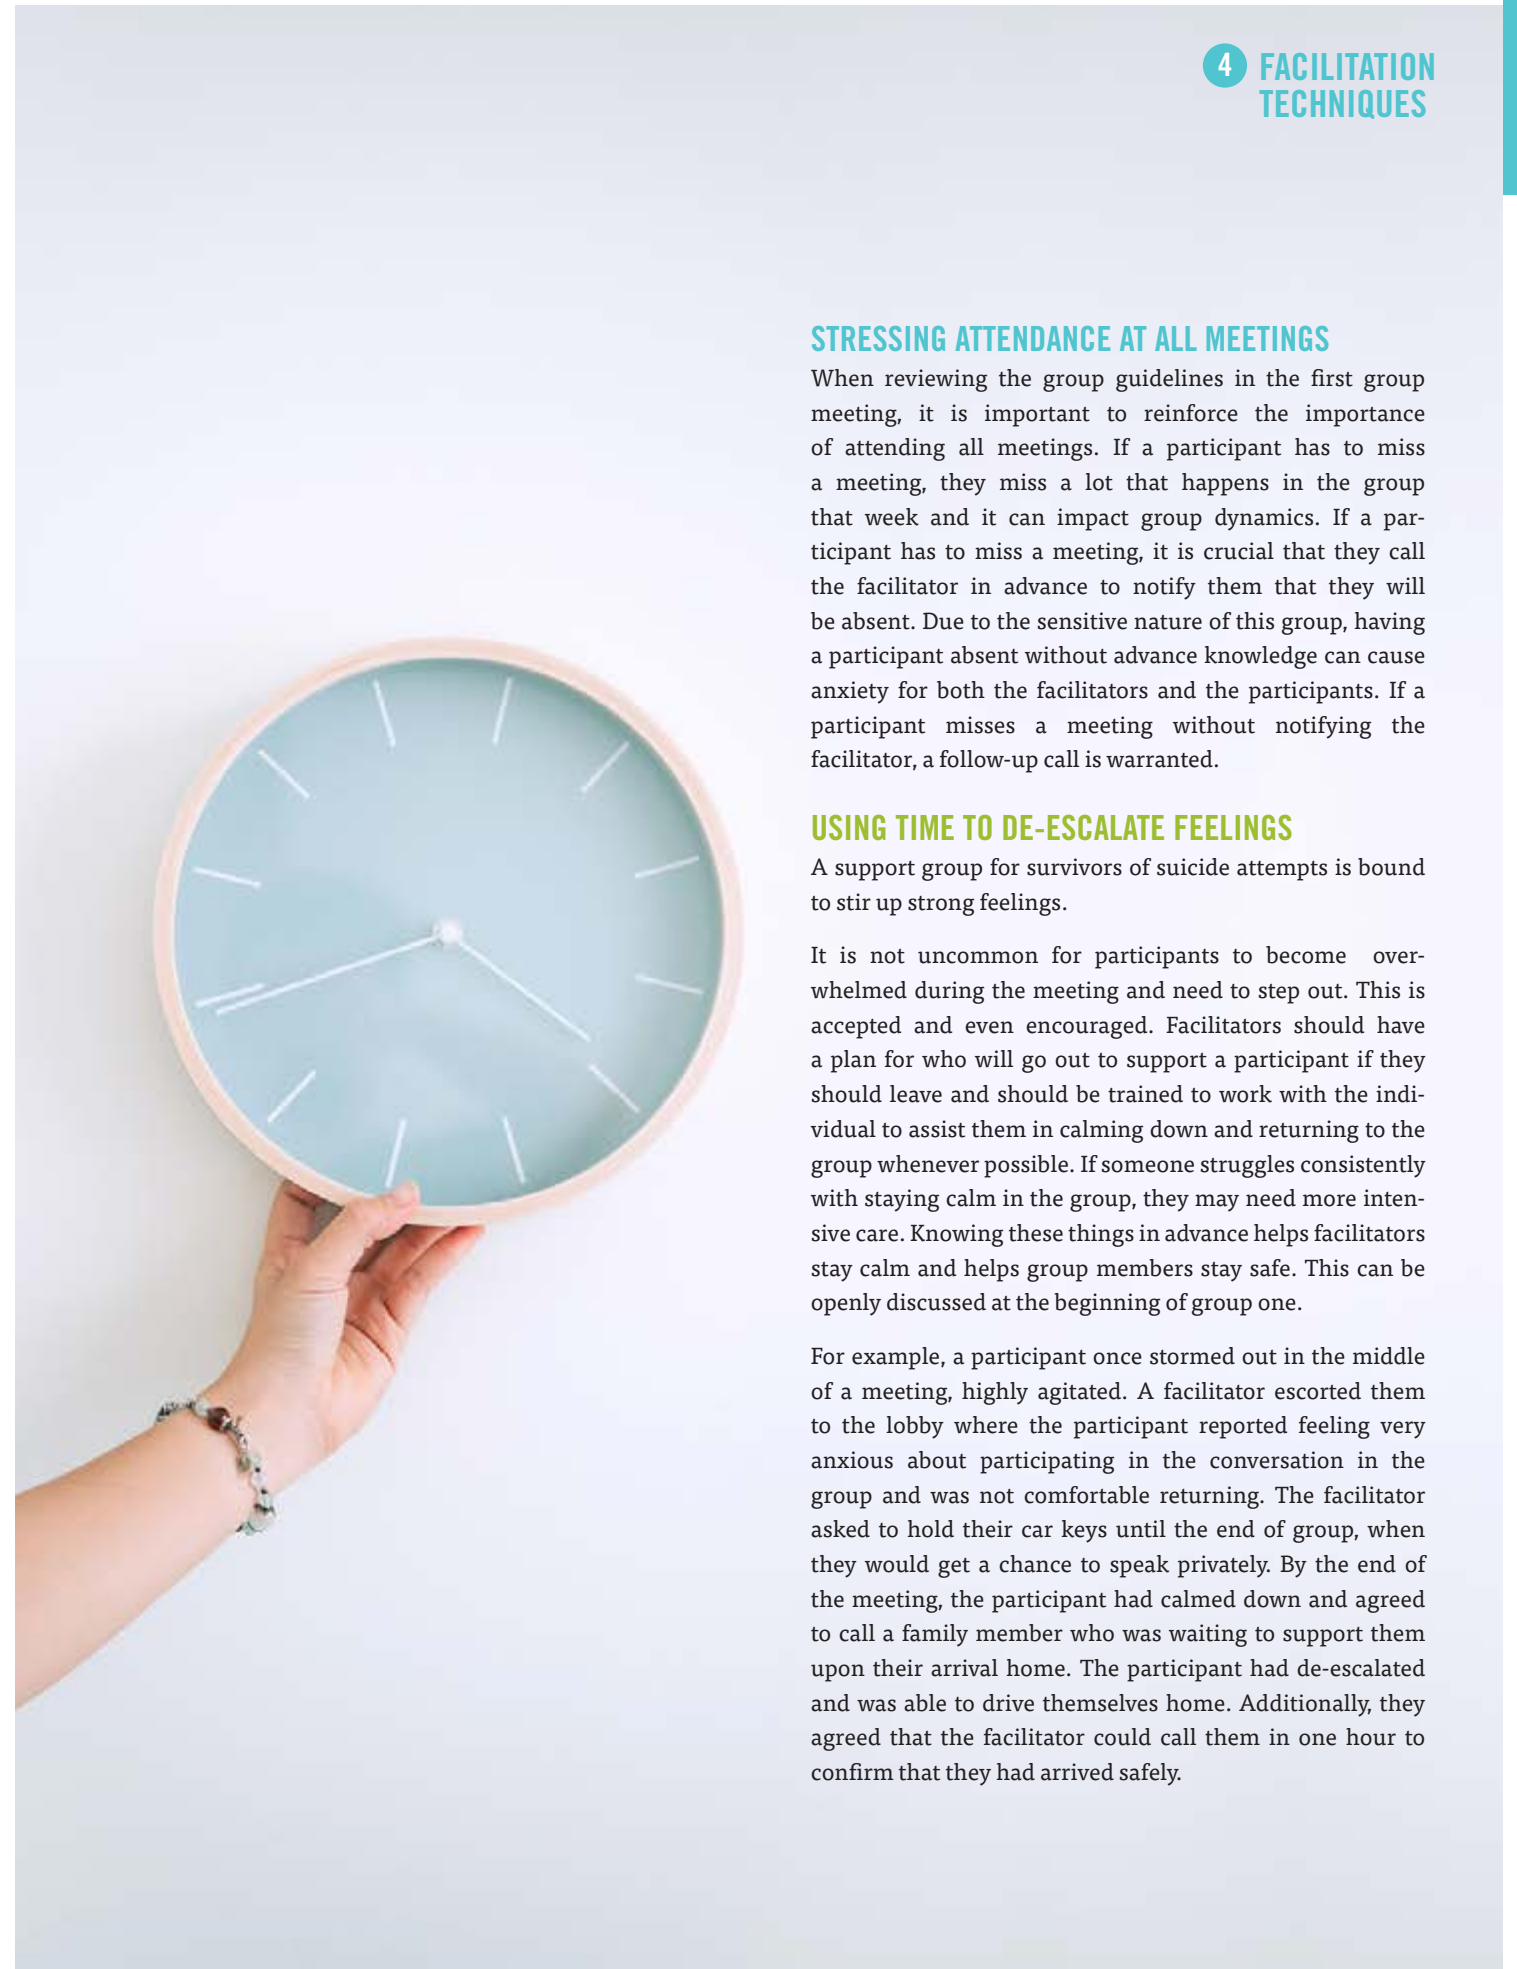 4 FACILITATION
TECHNIQUES
STRESSING ATTENDANCE AT ALL MEETINGS
When reviewing the group guidelines in the first group
meeting, it is important to reinforce the importance
of attending all meetings. If a participant has to miss
a meeting, they miss a lot that happens in the group
that week and it can impact group dynamics. If a par-
ticipant has to miss a meeting, it is crucial that they call
the facilitator in advance to notify them that they will
be absent. Due to the sensitive nature of this group, having
a participant absent without advance knowledge can cause
anxiety for both the facilitators and the participants. If a
participant misses a meeting without notifying the
facilitator, a follow-up call is warranted.
USING TIME TO DE-ESCALATE FEELINGS
A support group for survivors of suicide attempts is bound
to stir up strong feelings.
It is not uncommon for participants to become over-
whelmed during the meeting and need to step out. This is
accepted and even encouraged. Facilitators should have
a plan for who will go out to support a participant if they
should leave and should be trained to work with the indi-
vidual to assist them in calming down and returning to the
group whenever possible. If someone struggles consistently
with staying calm in the group, they may need more inten-
sive care. Knowing these things in advance helps facilitators
stay calm and helps group members stay safe. This can be
openly discussed at the beginning of group one.
For example, a participant once stormed out in the middle
of a meeting, highly agitated. A facilitator escorted them
to the lobby where the participant reported feeling very
anxious about participating in the conversation in the
group and was not comfortable returning. The facilitator
asked to hold their car keys until the end of group, when
they would get a chance to speak privately. By the end of
the meeting, the participant had calmed down and agreed
to call a family member who was waiting to support them
upon their arrival home. The participant had de-escalated
and was able to drive themselves home. Additionally, they
agreed that the facilitator could call them in one hour to
confirm that they had arrived safely.